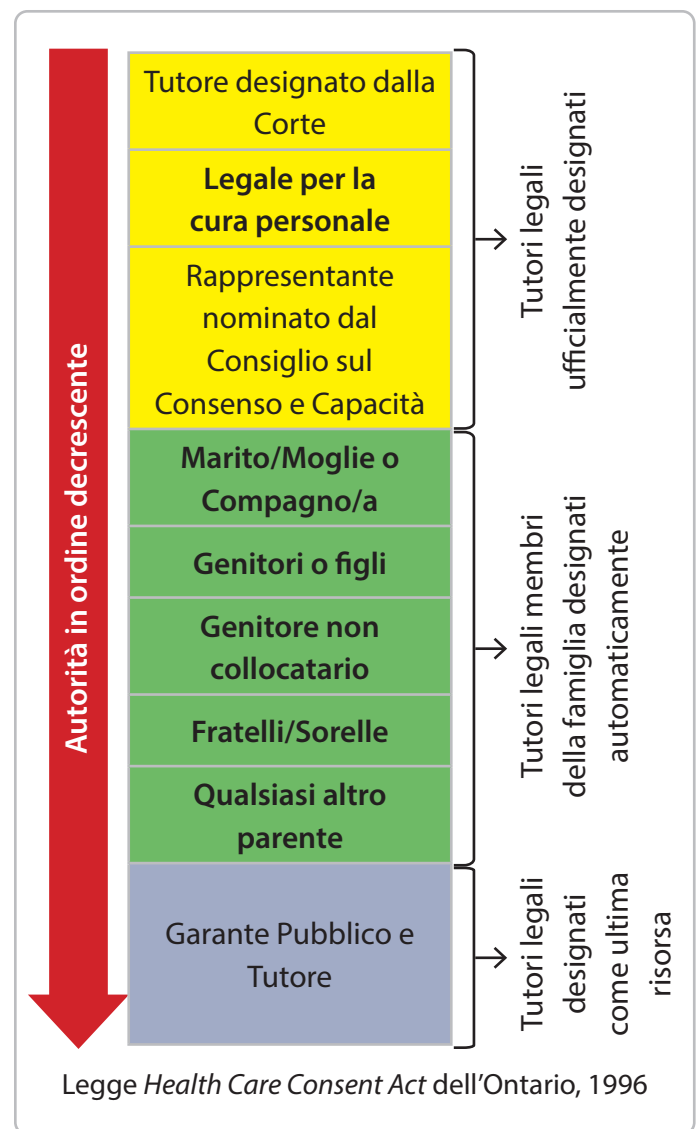 Autorità in ordine decrescente
Tutore designato dalla
Corte
Legale per la
cura personale
Rappresentante
nominato dal
Consiglio sul
Consenso e Capacità
Tutori legali
ufficialmente designati
Marito/Moglie o
Compagno/a
Genitori o figli
Genitore non
collocatario
Fratelli/Sorelle
Qualsiasi altro
parente
Tutori legali membri
della famiglia designati
automaticamente
Garante Pubblico e
Tutore
Tutori legali
designati
come ultima
risorsa
Legge Health Care Consent Act dell'Ontario, 1996